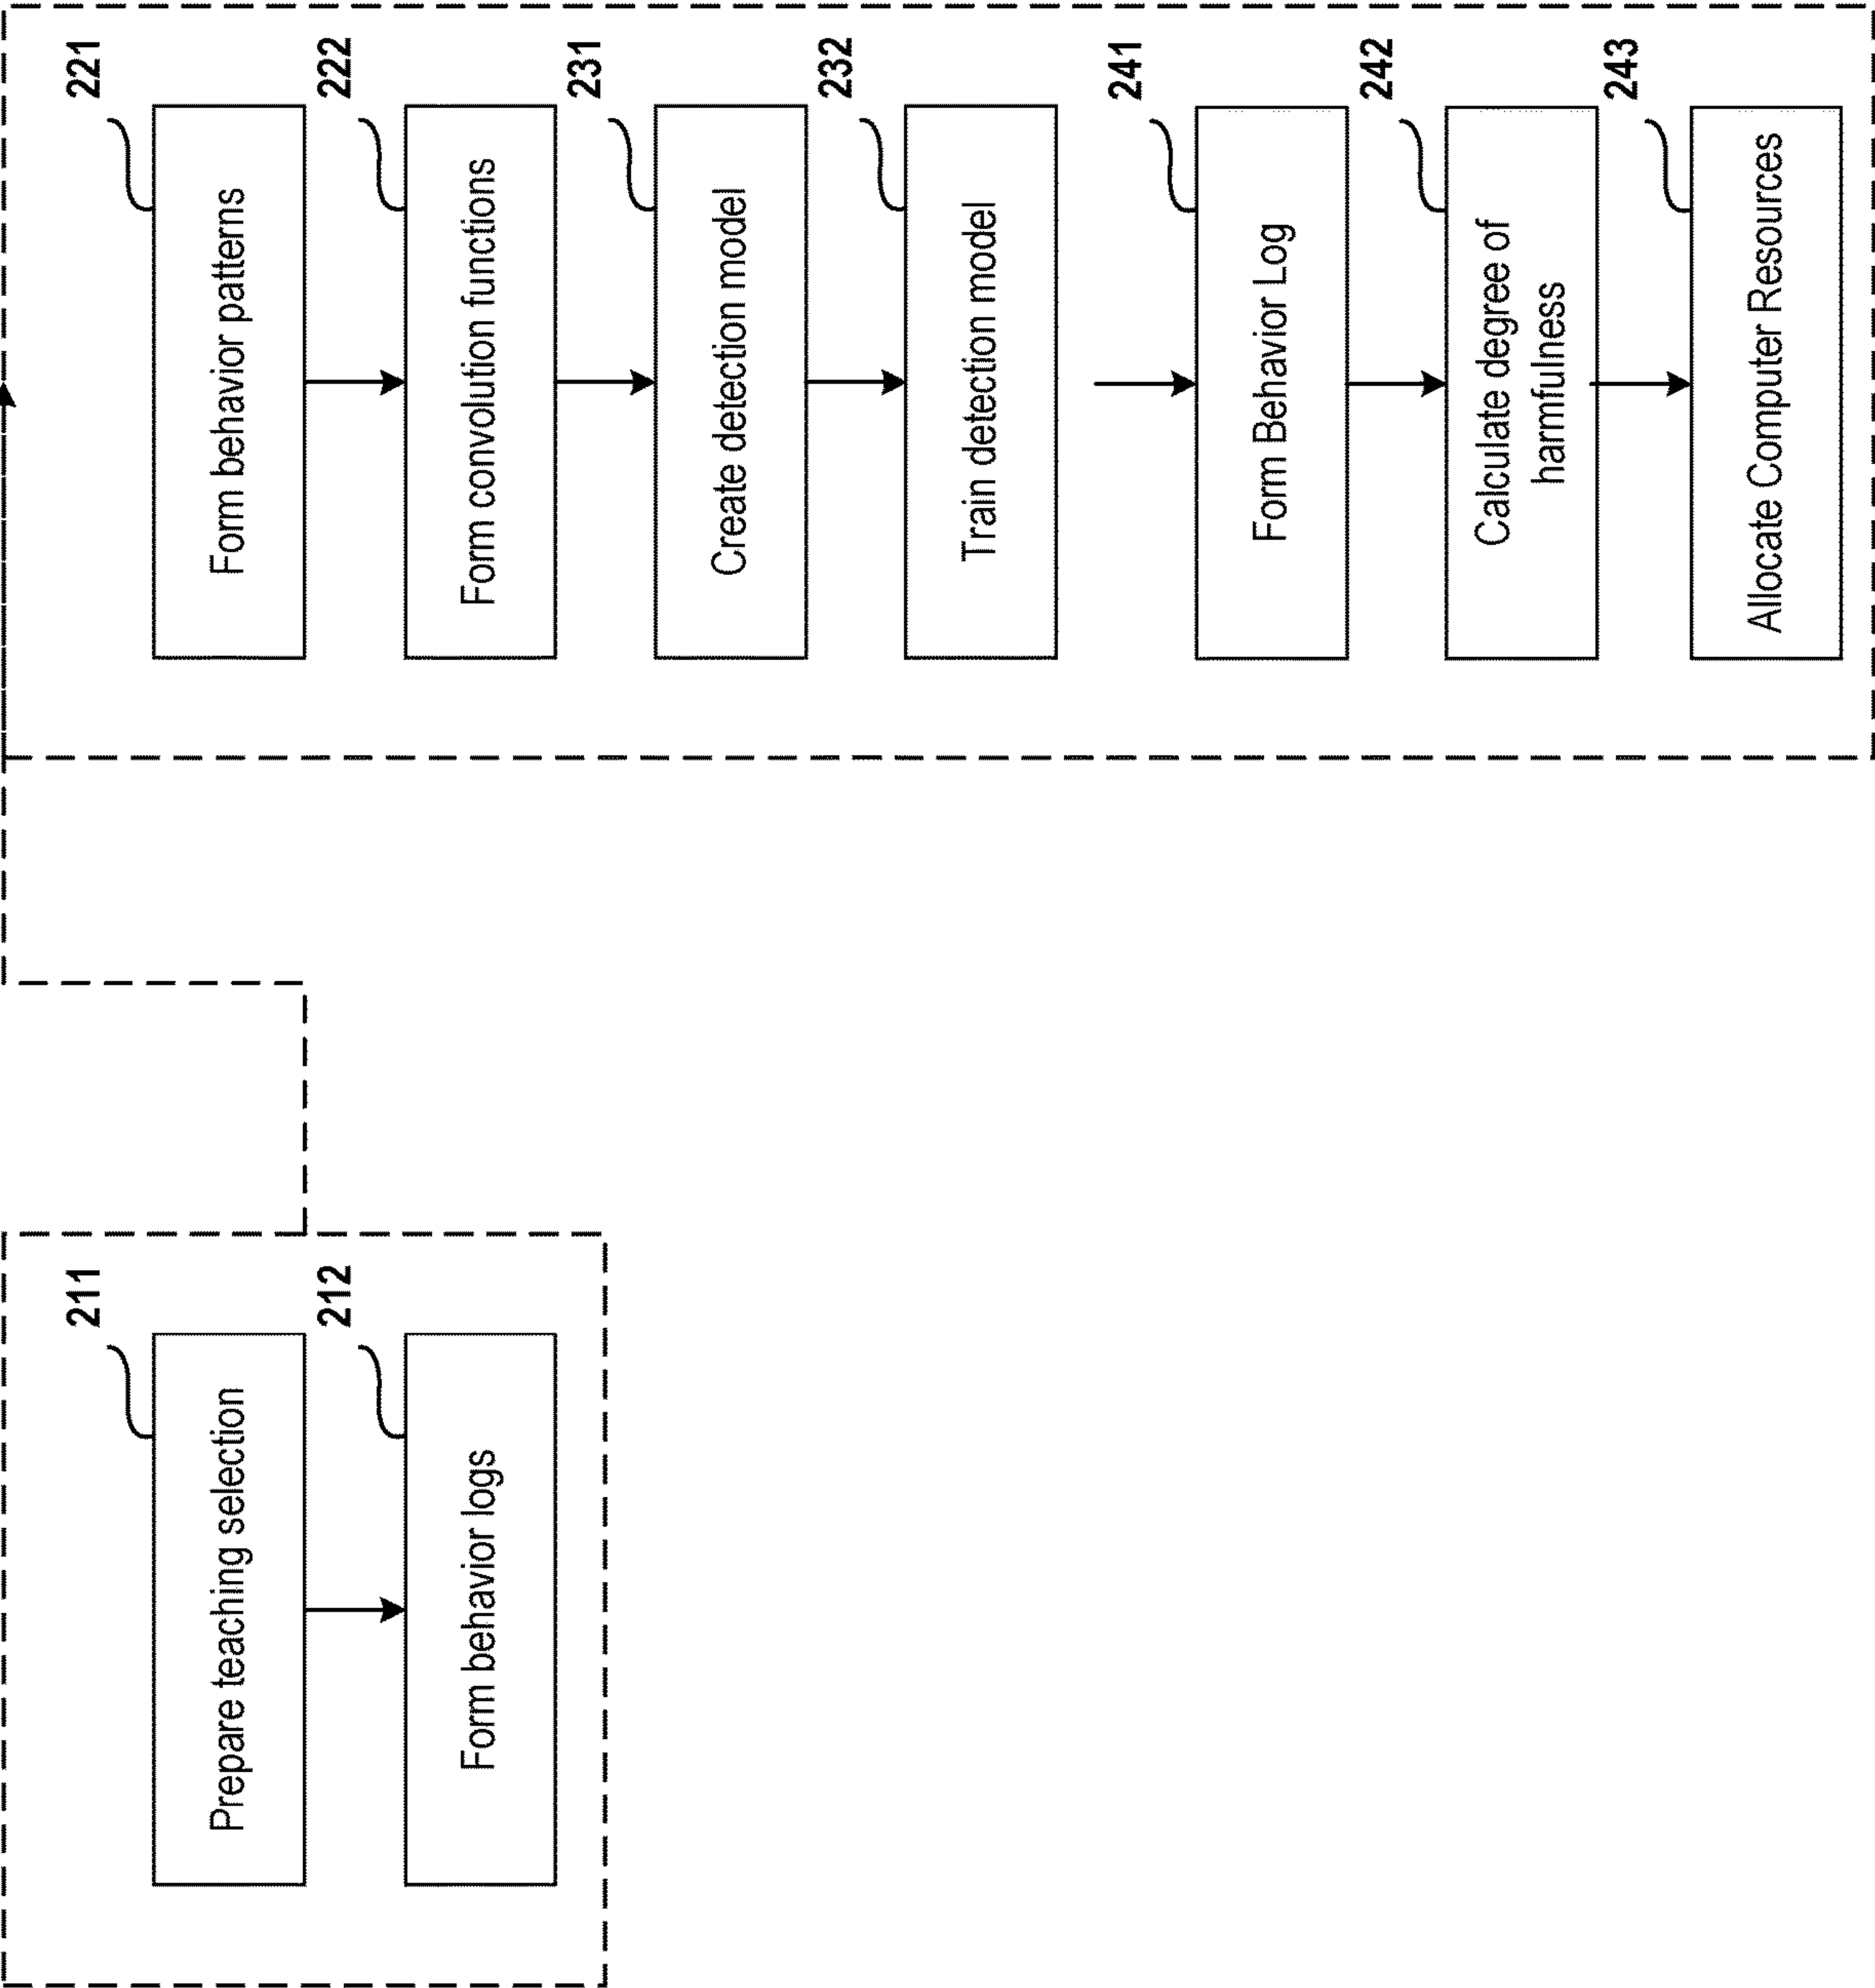 211
Prepare teaching selection
212
Form behavior logs
221
Form behavior patterns
222
Form convolution functions
231
Create detection model
232
Train detection model
241
Form Behavior Log
242
Calculate degree of
harmfulness
243
Allocate Computer Resources